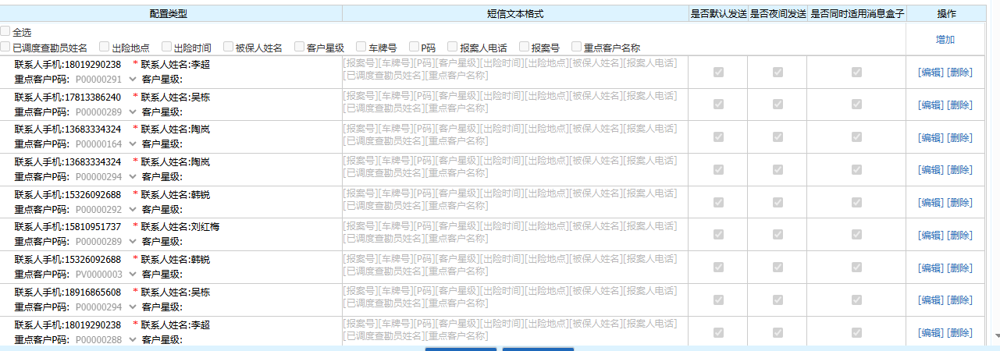 配置类型 短信文本格式 是否默认发送 是否夜间发送 是否同时适用消息盒子 操作
全选
已调度查勘员姓名 出险地点 出险时间 被保人姓名 客户星级 车牌号 P码 报案人电话 报案号 重点客户名称 增加
联系人手机:18019290238 * 联系人姓名:李超 [报案号][车牌号][P码][客户星级][出险时间][出险地点][被保人姓名][报案人电话]
重点客户P码: P00000291 客户星级: [已调度查勘员姓名][重点客户名称] [编辑] [删除]
联系人手机:17813386240 * 联系人姓名:吴栋 [报案号][车牌号][P码][客户星级][出险时间][出险地点][被保人姓名][报案人电话]
重点客户P码: P00000289 客户星级: [已调度查勘员姓名][重点客户名称] [编辑] [删除]
联系人手机:13683334324 * 联系人姓名:陶岚 [报案号][车牌号][P码][客户星级][出险时间][出险地点][被保人姓名][报案人电话]
重点客户P码: P00000164 客户星级: [已调度查勘员姓名][重点客户名称] [编辑] [删除]
联系人手机:13683334324 * 联系人姓名:陶岚 [报案号][车牌号][P码][客户星级][出险时间][出险地点][被保人姓名][报案人电话]
重点客户P码: P00000294 客户星级: [已调度查勘员姓名][重点客户名称] [编辑] [删除]
联系人手机:15326092688 * 联系人姓名:韩锐 [报案号][车牌号][P码][客户星级][出险时间][出险地点][被保人姓名][报案人电话]
重点客户P码: P00000292 客户星级: [已调度查勘员姓名][重点客户名称] [编辑] [删除]
联系人手机:15810951737 * 联系人姓名:刘红梅 [报案号][车牌号][P码][客户星级][出险时间][出险地点][被保人姓名][报案人电话]
重点客户P码: P00000289 客户星级: [已调度查勘员姓名][重点客户名称] [编辑] [删除]
联系人手机:15326092688 * 联系人姓名:韩锐 [报案号][车牌号][P码][客户星级][出险时间][出险地点][被保人姓名][报案人电话]
重点客户P码: PV0000003 客户星级: [已调度查勘员姓名][重点客户名称] [编辑] [删除]
联系人手机:18916865608 * 联系人姓名:吴栋 [报案号][车牌号][P码][客户星级][出险时间][出险地点][被保人姓名][报案人电话]
重点客户P码: P00000294 客户星级: [已调度查勘员姓名][重点客户名称] [编辑] [删除]
联系人手机:18019290238 * 联系人姓名:李超 [报案号][车牌号][P码][客户星级][出险时间][出险地点][被保人姓名][报案人电话]
重点客户P码: P00000288 客户星级: [已调度查勘员姓名][重点客户名称] [编辑] [删除]